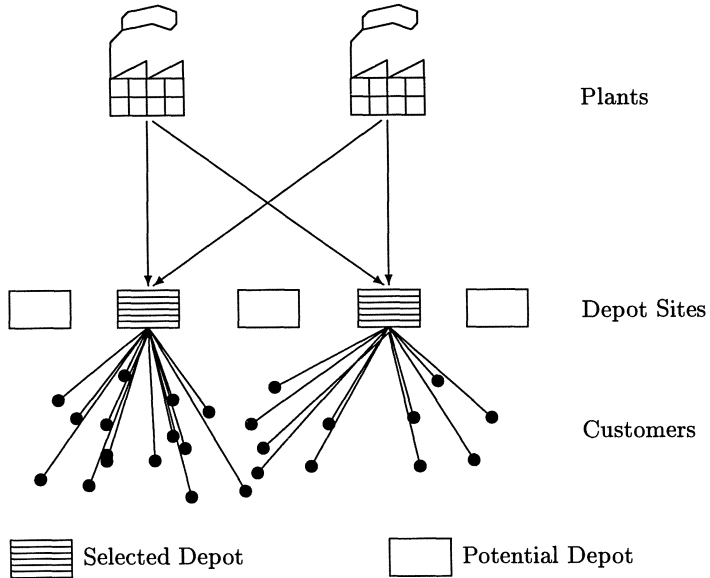 Plants
Depot Sites
Customers
Selected Depot
Potential Depot